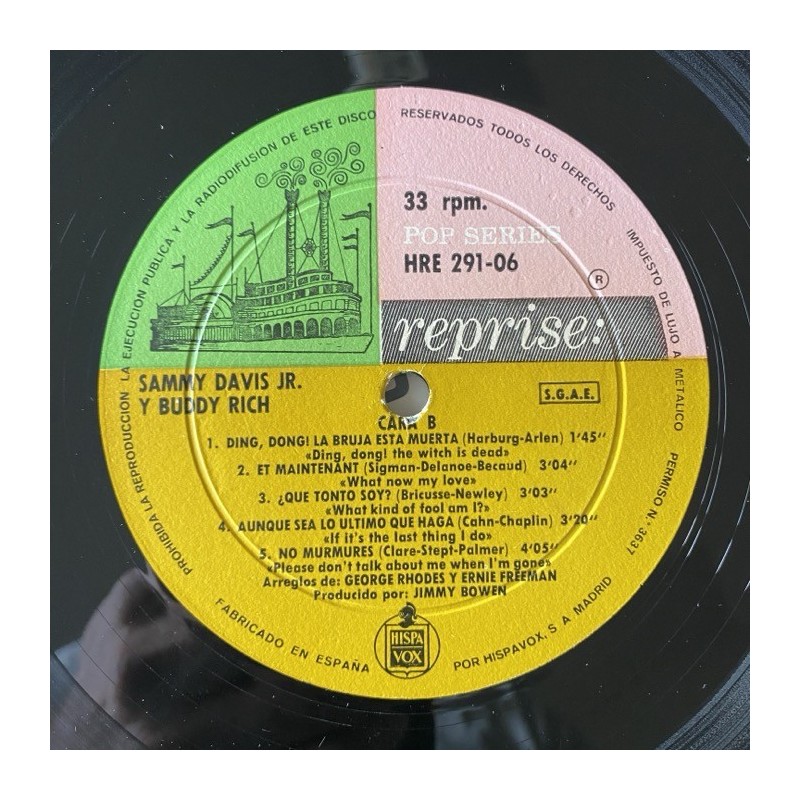 PROHIBIDA LA REPRODUCCION LA EJECUCION PUBLICA Y LA RADIODIFUSION DE ESTE DISCO
RESERVADOS TODOS LOS DERECHOS
IMPUESTO DE LUJO A METALICO PERMISO N.° 3637
33 rpm.
POP SERIES
HRE 291-06
R
reprise:
SAMMY DAVIS JR.
Y BUDDY RICH
S.G.A.E.
CARA B
1. DING, DONG! LA BRUJA ESTA MUERTA (Harburg-Arlen) 1'45''
«Ding, dong! the witch is dead»
2. ET MAINTENANT (Sigman-Delanoe-Becaud) 3'04''
«What now my love»
3. ¿QUE TONTO SOY? (Bricusse-Newley) 3'03''
«What kind of fool am I?»
4. AUNQUE SEA LO ULTIMO QUE HAGA (Cahn-Chaplin) 3'20''
«If it's the last thing I do»
5. NO MURMURES (Clare-Stept-Palmer) 4'05''
«Please don't talk about me when I'm gone»
Arreglos de: GEORGE RHODES Y ERNIE FREEMAN
Producido por: JIMMY BOWEN
HISPA
VOX
FABRICADO EN ESPAÑA
POR HISPAVOX, S A MADRID